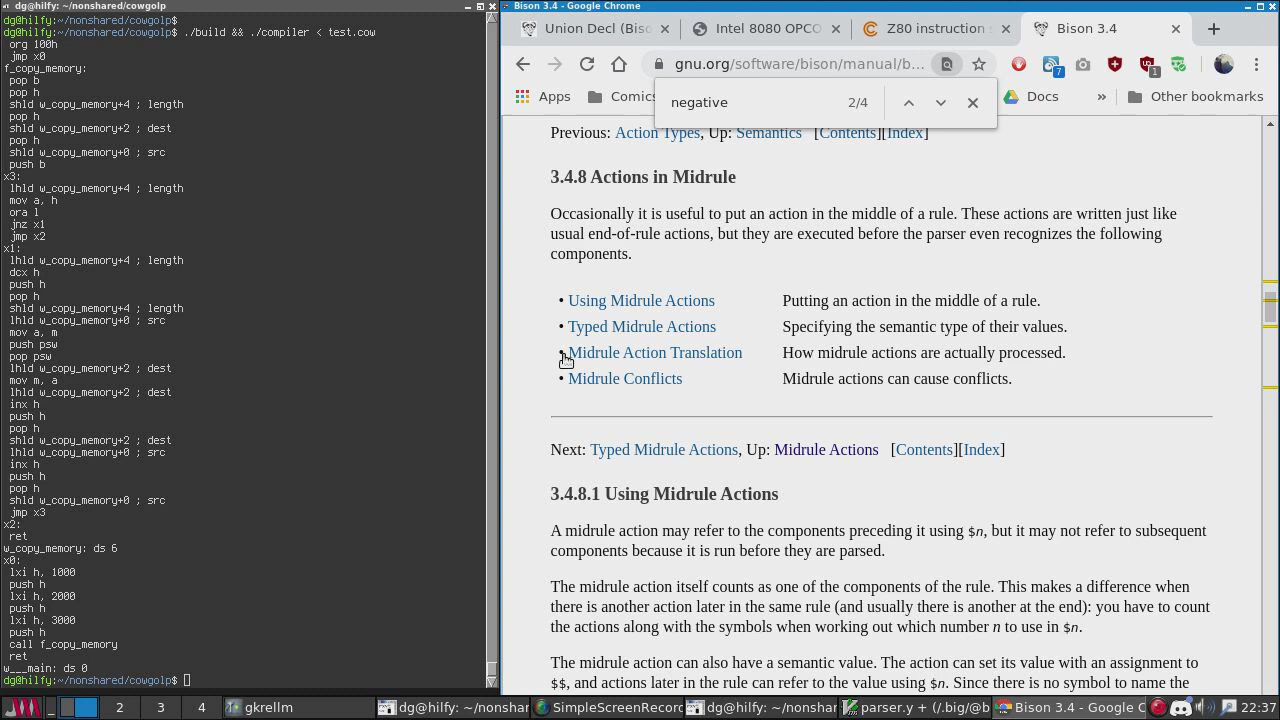 dg@hilfy: ~/nonshared/cowgolp
dg@hilfy:~/nonshared/cowgolp$
dg@hilfy:~/nonshared/cowgolp$ ./build && ./compiler < test.cow
org 100h
jmp x0
f_copy_memory:
pop b
pop h
shld w_copy_memory+4 ; length
pop h
shld w_copy_memory+2 ; dest
pop h
shld w_copy_memory+0 ; src
push b
x3:
lhld w_copy_memory+4 ; length
mov a, h
ora l
jnz x1
jmp x2
x1:
lhld w_copy_memory+4 ; length
dcx h
push h
pop h
shld w_copy_memory+4 ; length
lhld w_copy_memory+0 ; src
mov a, m
push psw
pop psw
lhld w_copy_memory+2 ; dest
mov m, a
lhld w_copy_memory+2 ; dest
inx h
push h
pop h
shld w_copy_memory+2 ; dest
lhld w_copy_memory+0 ; src
inx h
push h
pop h
shld w_copy_memory+0 ; src
jmp x3
x2:
ret
w_copy_memory: ds 6
x0:
lxi h, 1000
push h
lxi h, 2000
push h
lxi h, 3000
push h
call f_copy_memory
ret
w___main: ds 0
dg@hilfy:~/nonshared/cowgolp$
Bison 3.4 - Google Chrome
Union Decl (Bis
Intel 8080 OPCO
Z80 instruction s
Bison 3.4
gnu.org/software/bison/manual/b...
7
1
Apps
Comics
Docs
»
Other bookmarks
negative 2/4
Previous: Action Types, Up: Semantics [Contents][Index]
3.4.8 Actions in Midrule
Occasionally it is useful to put an action in the middle of a rule. These actions are written just like
usual end-of-rule actions, but they are executed before the parser even recognizes the following
components.
• Using Midrule Actions Putting an action in the middle of a rule.
• Typed Midrule Actions Specifying the semantic type of their values.
• Midrule Action Translation How midrule actions are actually processed.
• Midrule Conflicts Midrule actions can cause conflicts.
Next: Typed Midrule Actions, Up: Midrule Actions [Contents][Index]
3.4.8.1 Using Midrule Actions
A midrule action may refer to the components preceding it using $n, but it may not refer to subsequent
components because it is run before they are parsed.
The midrule action itself counts as one of the components of the rule. This makes a difference when
there is another action later in the same rule (and usually there is another at the end): you have to count
the actions along with the symbols when working out which number n to use in $n.
The midrule action can also have a semantic value. The action can set its value with an assignment to
$$, and actions later in the rule can refer to the value using $n. Since there is no symbol to name the
2 3 4 gkrellm dg@hilfy: ~/nonshar SimpleScreenRecor dg@hilfy: ~/nonshar parser.y + (/.big/@b Bison 3.4 - Google C 22:37